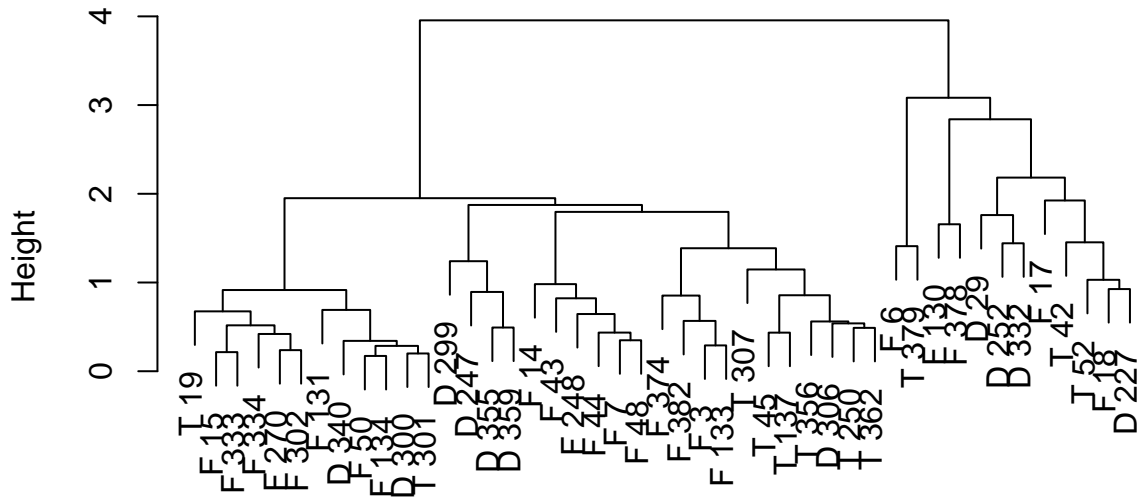 Height
4
3
2
1
0
T 19
F 15
F 333
F 334
E 270
F 302
F 131
D 340
F 50
F 134
D 300
T 301
D 299
D 247
B 355
B 359
F 14
F 43
E 248
F 44
F 7
F 48
F 374
F 382
F 3
F 133
T 307
T 45
T 137
T 356
D 306
T 250
T 362
F 6
T 379
E 130
F 378
D 29
B 252
B 332
F 17
T 42
T 52
F 18
D 227